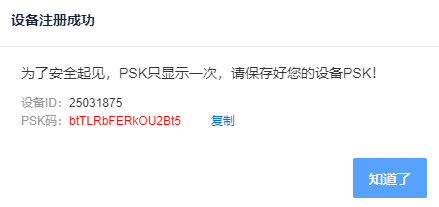 设备注册成功
为了安全起见，PSK只显示一次，请保存好您的设备PSK！
设备ID：25031875
PSK码：btTLRbFERkOU2Bt5 复制
知道了